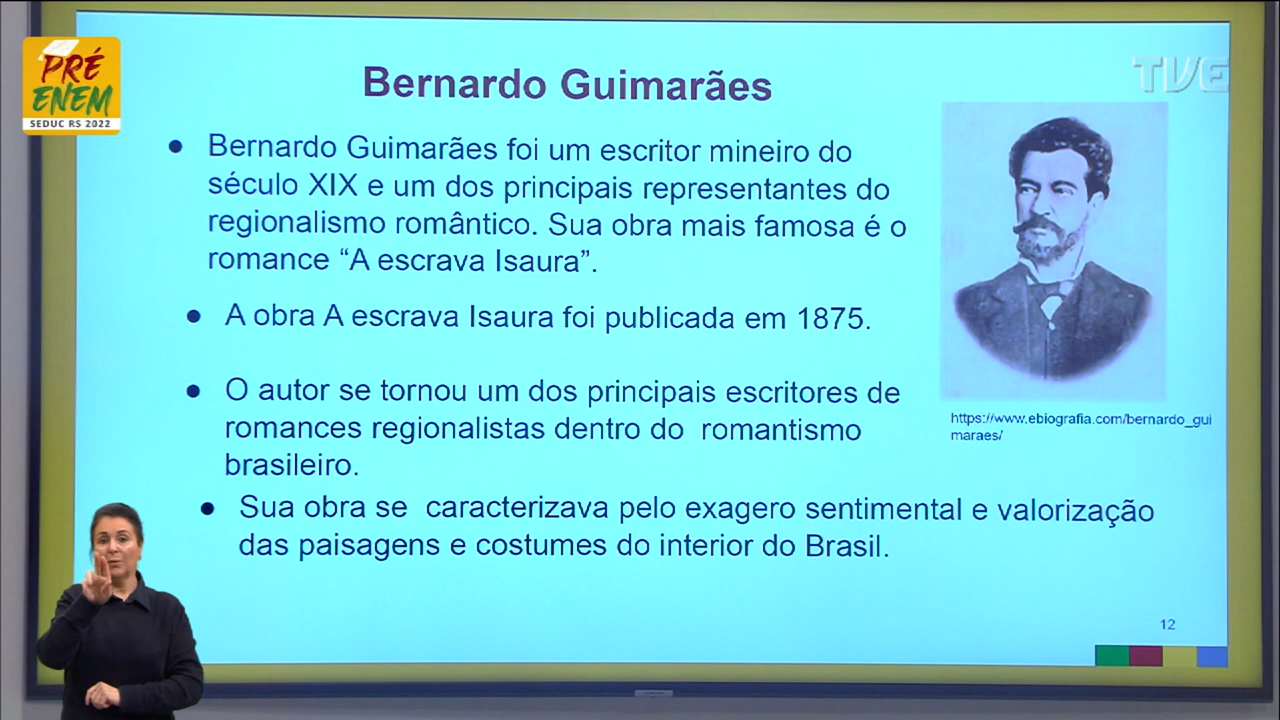 PRÉ
ENEM
SEDUC RS 2022
TVE
Bernardo Guimarães
• Bernardo Guimarães foi um escritor mineiro do
século XIX e um dos principais representantes do
regionalismo romântico. Sua obra mais famosa é o
romance “A escrava Isaura”.
• A obra A escrava Isaura foi publicada em 1875.
• O autor se tornou um dos principais escritores de
romances regionalistas dentro do romantismo
brasileiro.
• Sua obra se caracterizava pelo exagero sentimental e valorização
das paisagens e costumes do interior do Brasil.
https://www.ebiografia.com/bernardo_gui
maraes/
12